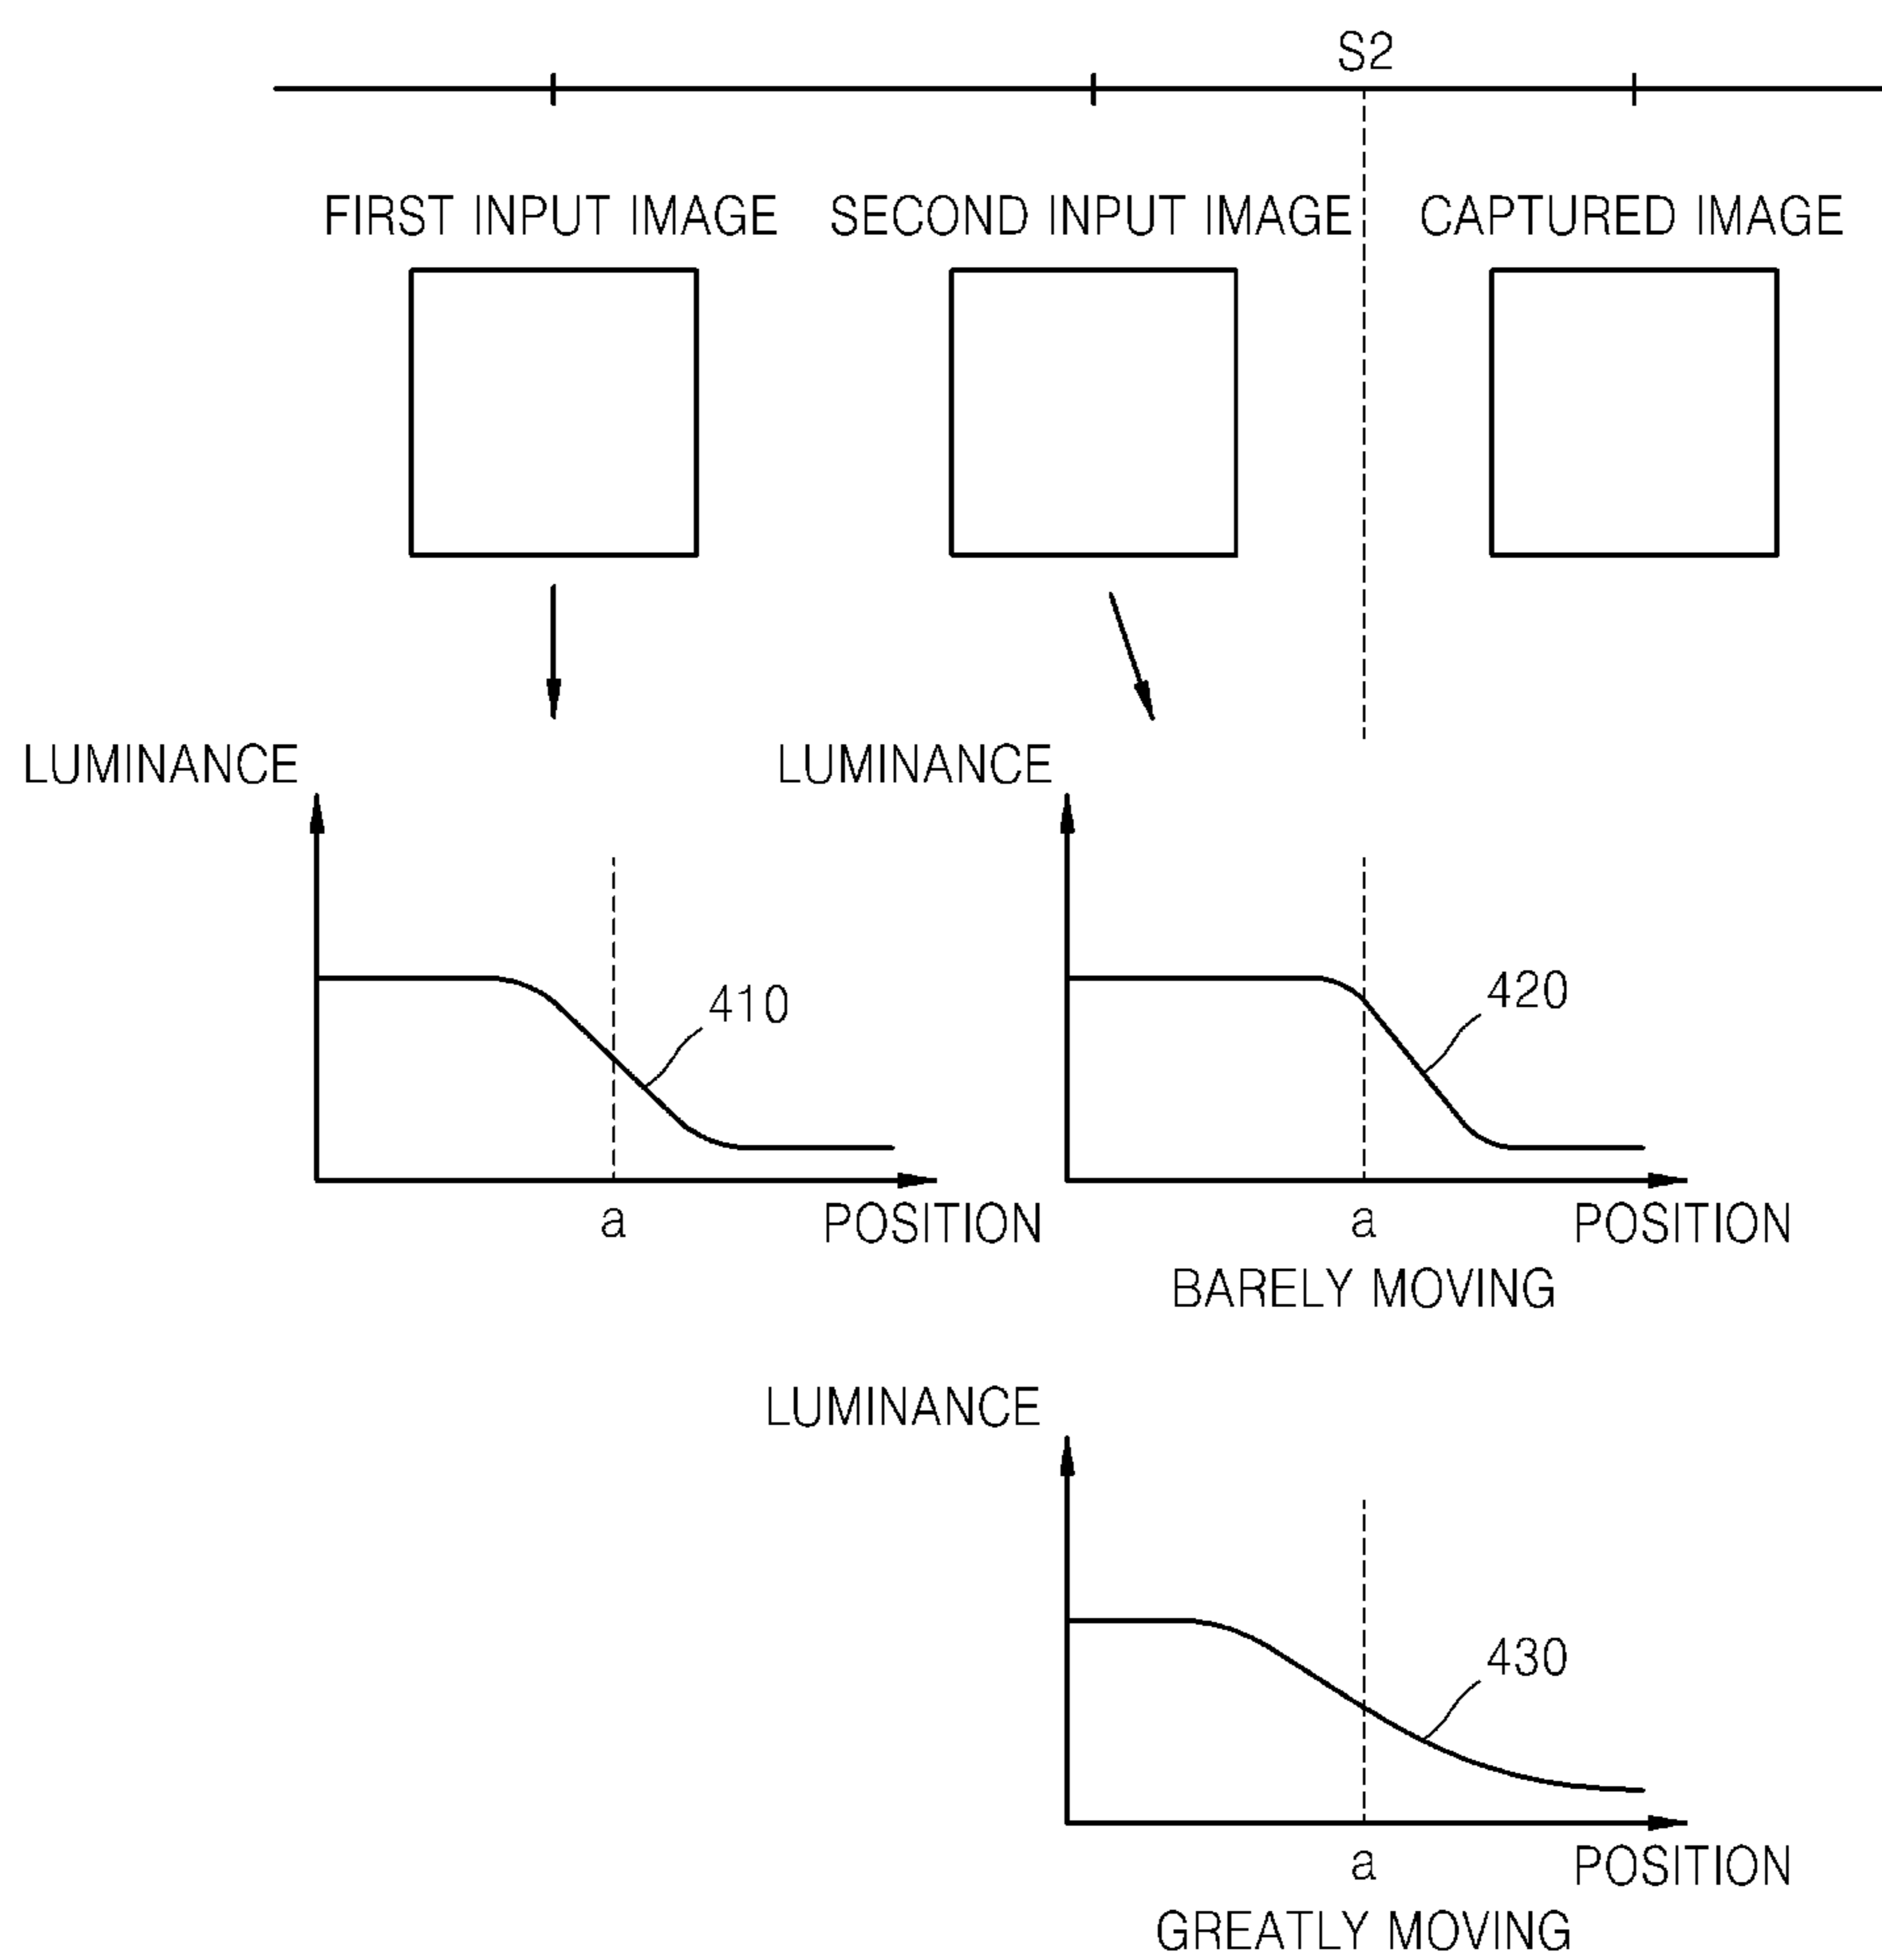 S2
FIRST INPUT IMAGE
SECOND INPUT IMAGE
CAPTURED IMAGE
LUMINANCE
LUMINANCE
410
420
a
POSITION
a
POSITION
BARELY MOVING
LUMINANCE
430
a
POSITION
GREATLY MOVING